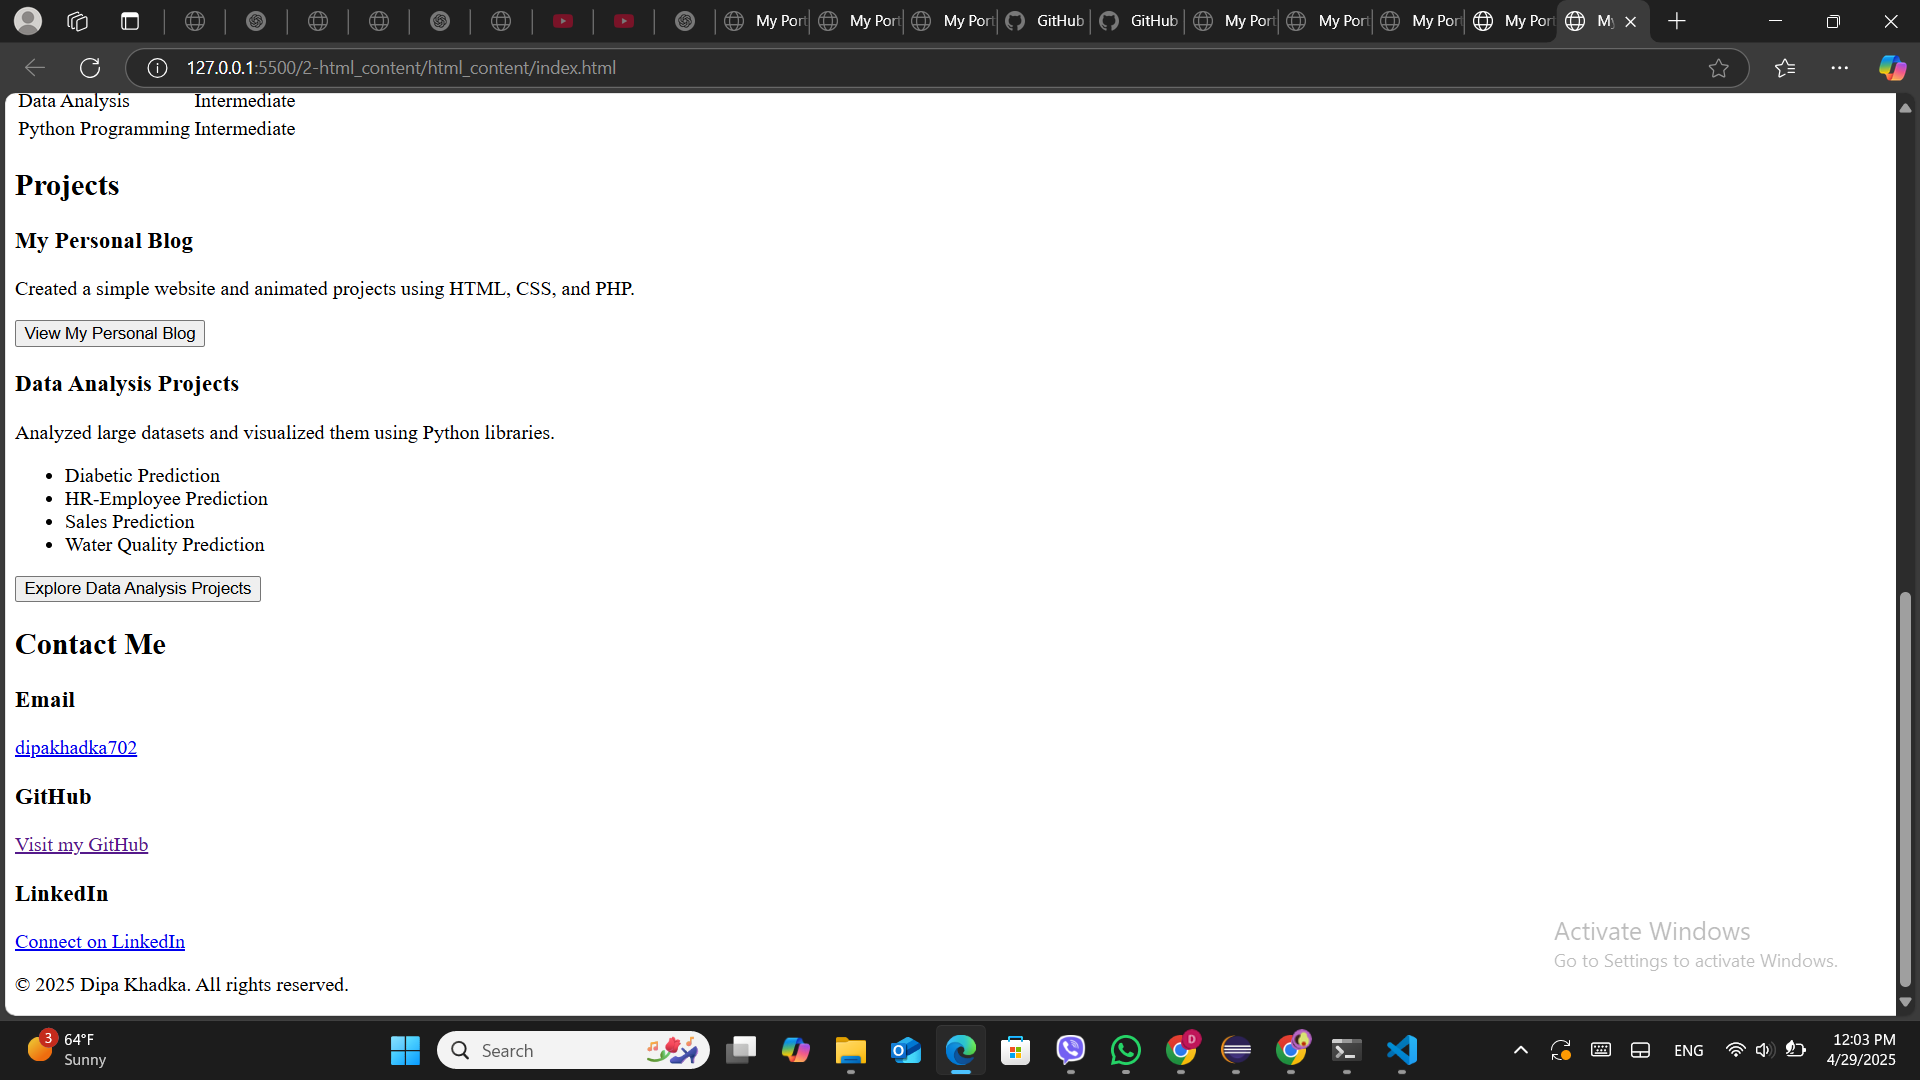 My Port
My Port
My Port
GitHub
GitHub
My Port
My Port
My Port
My Port
My
127.0.0.1:5500/2-html_content/html_content/index.html
Data Analysis Intermediate
Python Programming Intermediate
Projects
My Personal Blog
Created a simple website and animated projects using HTML, CSS, and PHP.
View My Personal Blog
Data Analysis Projects
Analyzed large datasets and visualized them using Python libraries.
• Diabetic Prediction
• HR-Employee Prediction
• Sales Prediction
• Water Quality Prediction
Explore Data Analysis Projects
Contact Me
Email
dipakhadka702
GitHub
Visit my GitHub
LinkedIn
Connect on LinkedIn
© 2025 Dipa Khadka. All rights reserved.
Activate Windows
Go to Settings to activate Windows.
3
64°F
Sunny
Search
D
ENG
12:03 PM
4/29/2025